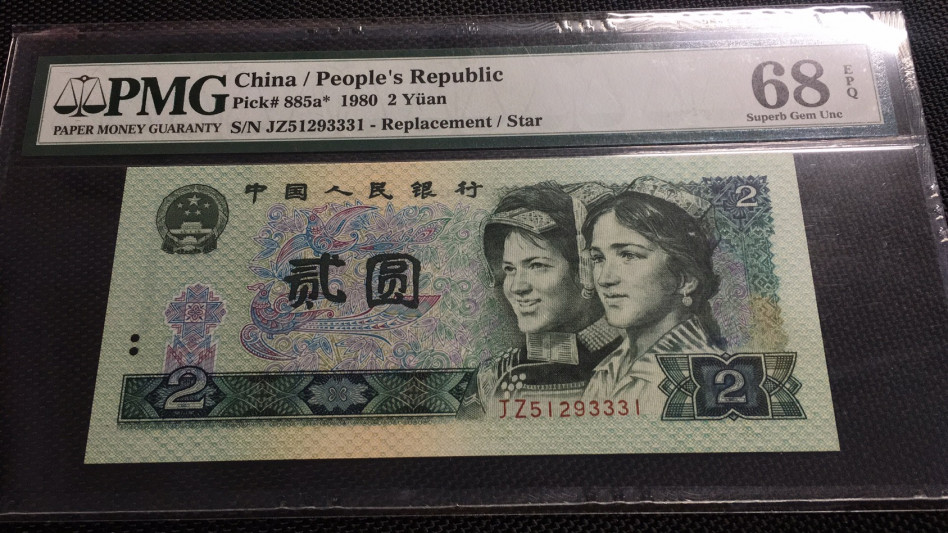 PMG
PAPER MONEY GUARANTY
China / People's Republic
Pick# 885a* 1980 2 Yüan
S/N JZ51293331 - Replacement / Star
68 EPQ
Superb Gem Unc
中国人民银行
2
贰圆
2
2
JZ51293331